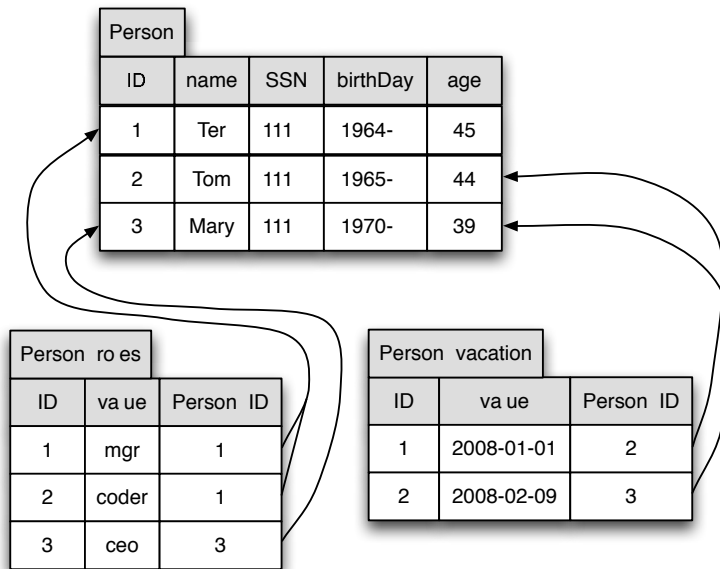 Person
ID name SSN birthDay age
1 Ter 111 1964- 45
2 Tom 111 1965- 44
3 Mary 111 1970- 39
Person ro es
ID va ue Person ID
1 mgr 1
2 coder 1
3 ceo 3
Person vacation
ID va ue Person ID
1 2008-01-01 2
2 2008-02-09 3